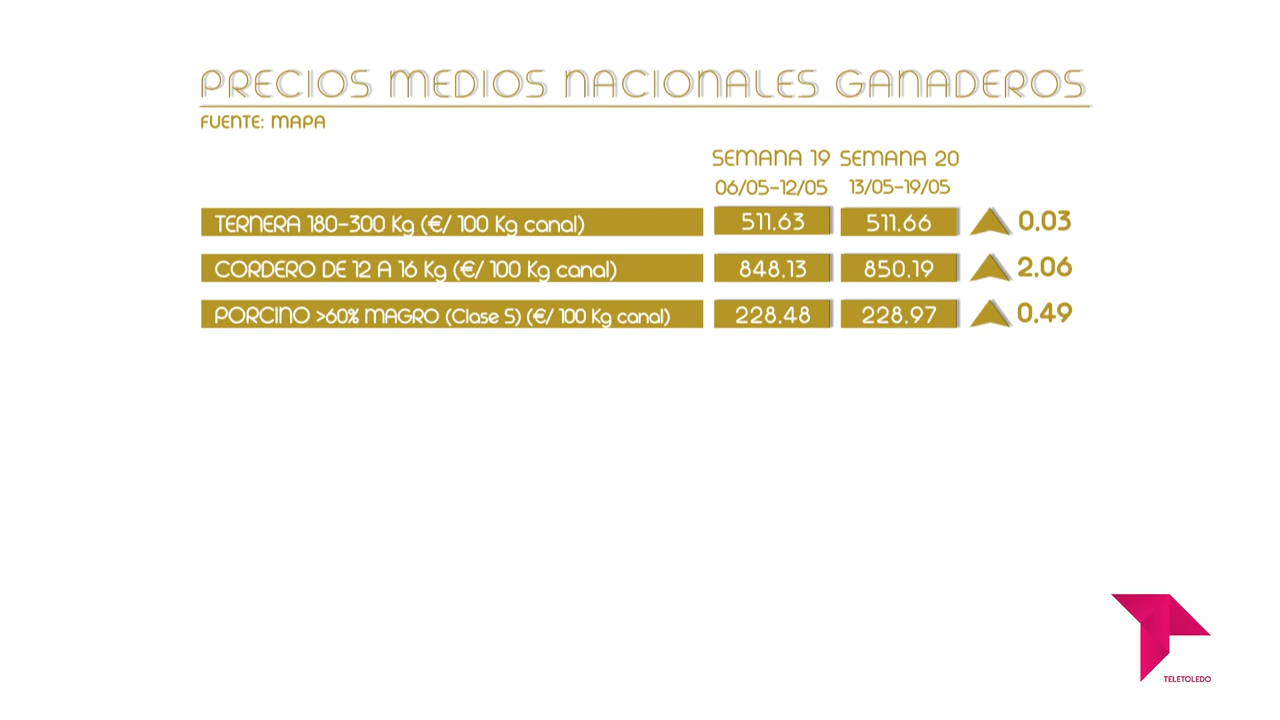 PRECIOS MEDIOS NACIONALES GANADEROS
FUENTE: MAPA
SEMANA 19 SEMANA 20
06/05-12/05 13/05-19/05
TERNERA 180-300 Kg (€/ 100 Kg canal) 511.63 511.66 0.03
CORDERO DE 12 A 16 Kg (€/ 100 Kg canal) 848.13 850.19 2.06
PORCINO >60% MAGRO (Clase S) (€/ 100 Kg canal) 228.48 228.97 0.49
TELETOLEDO